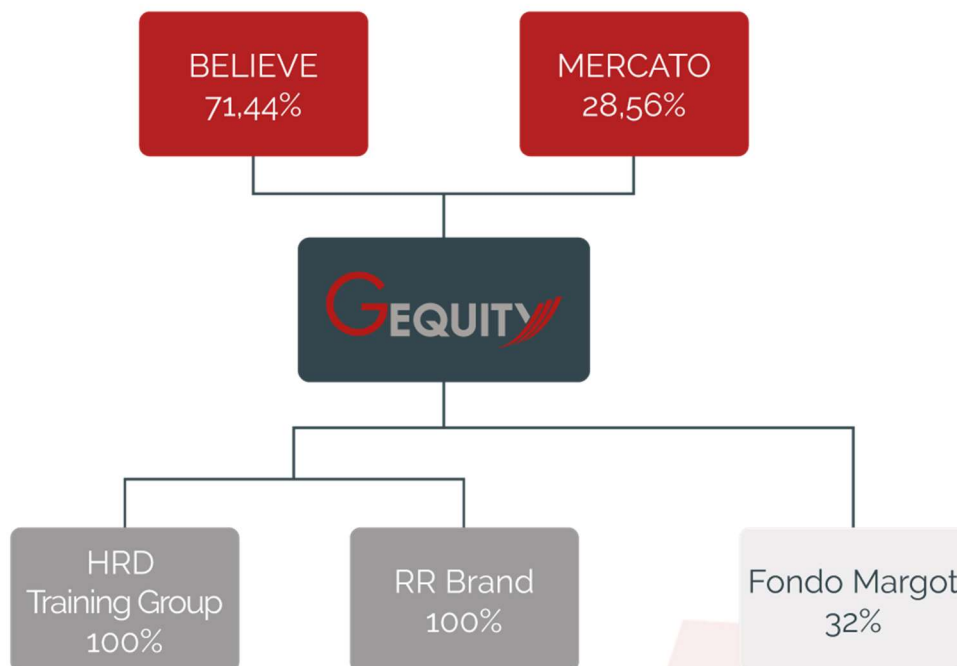 BELIEVE
71,44%
MERCATO
28,56%
GEQUITY
HRD
Training Group
100%
RR Brand
100%
Fondo Margot
32%